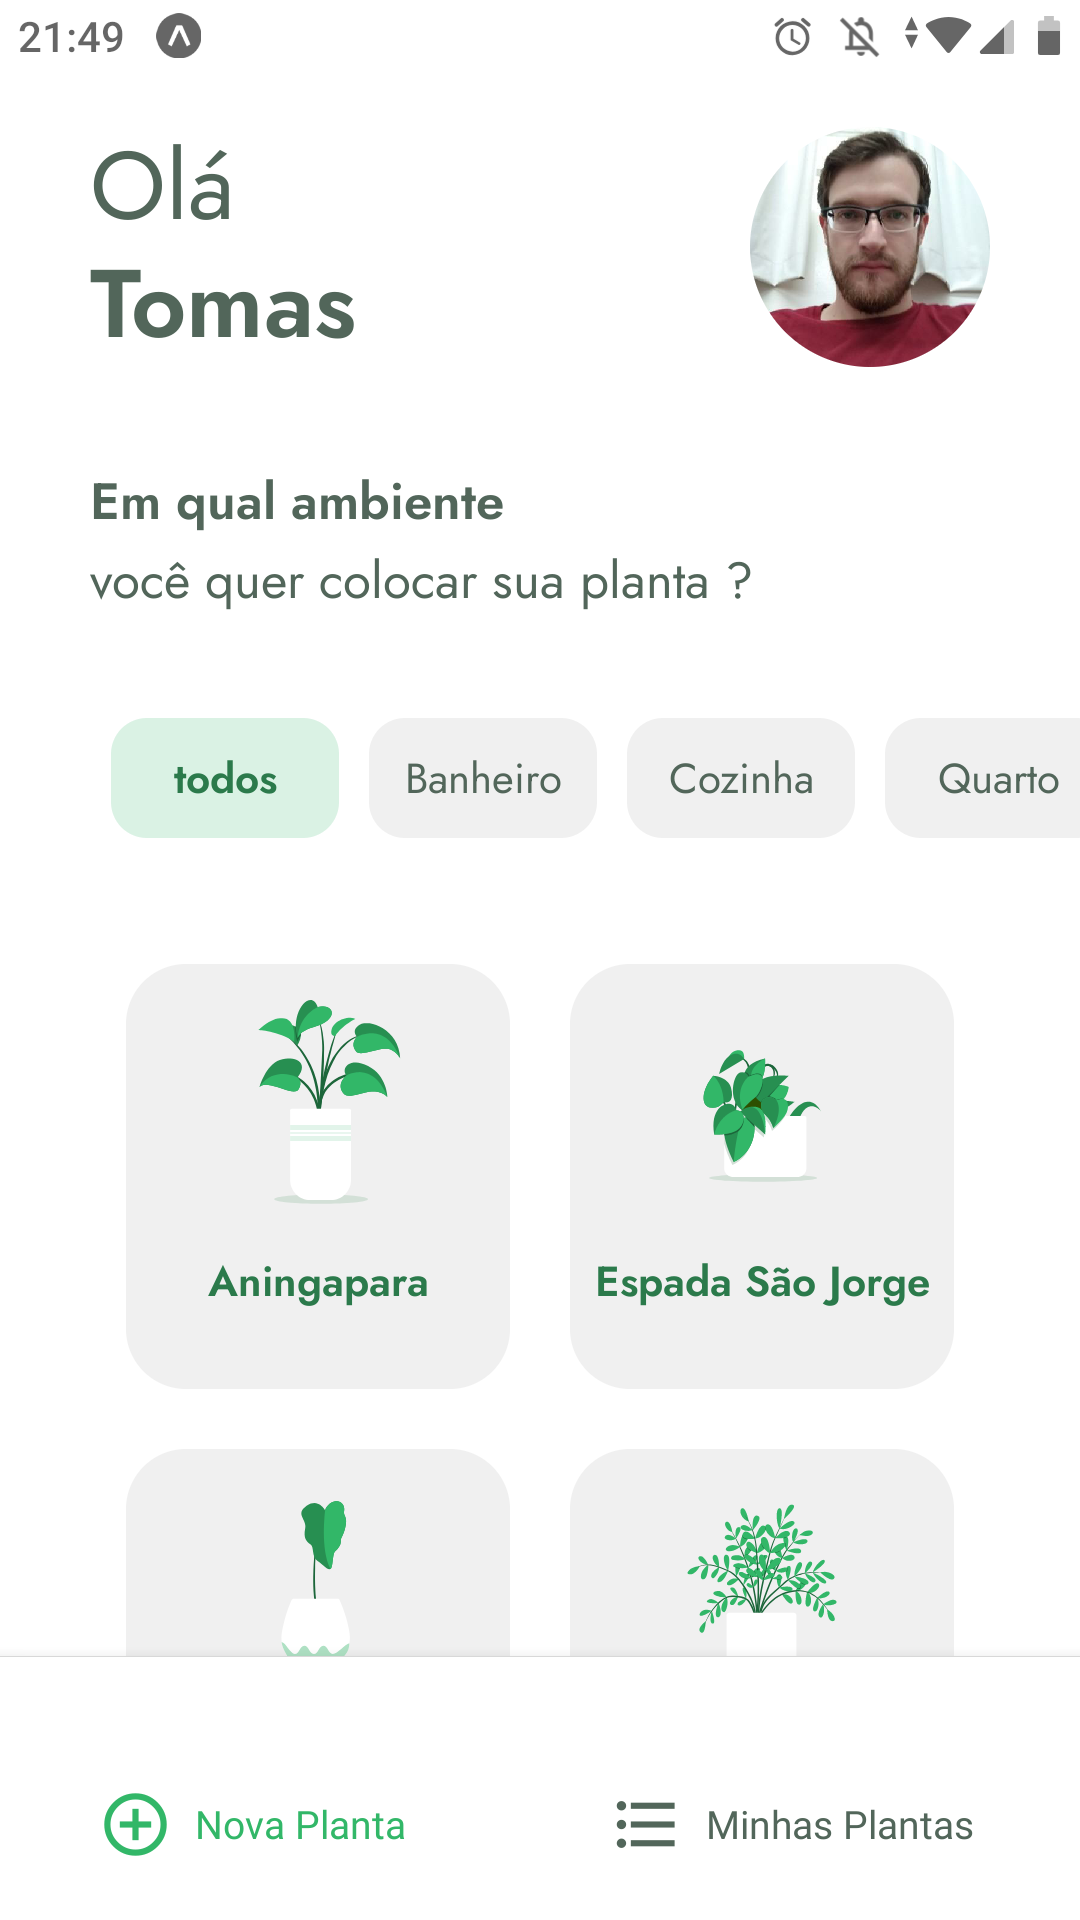 21:49
Olá
Tomas
Em qual ambiente
você quer colocar sua planta ?
todos
Banheiro
Cozinha
Quarto
Aningapara
Espada São Jorge
Nova Planta
Minhas Plantas